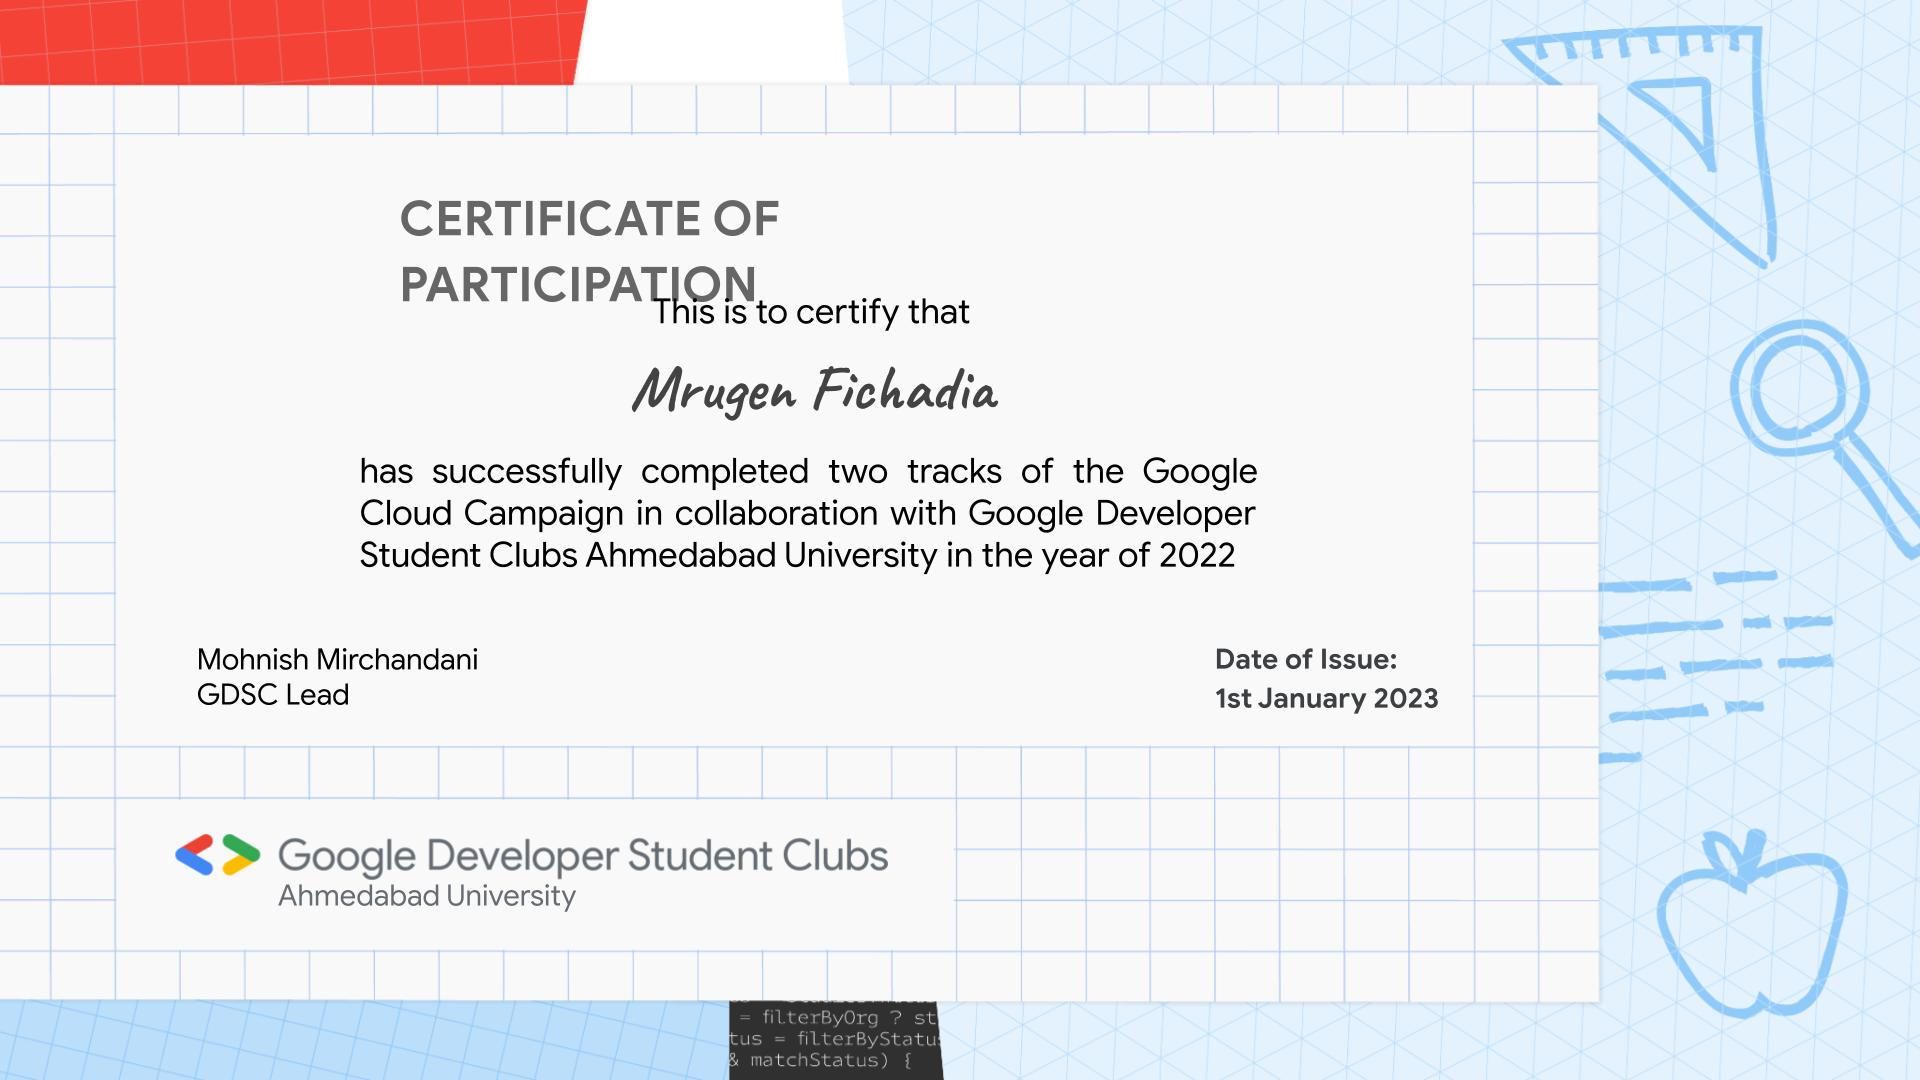 CERTIFICATE OF
PARTICIPATION
This is to certify that
Mrugen Fichadia
has successfully completed two tracks of the Google
Cloud Campaign in collaboration with Google Developer
Student Clubs Ahmedabad University in the year of 2022
Mohnish Mirchandani
GDSC Lead
Date of Issue:
1st January 2023
Google Developer Student Clubs
Ahmedabad University
= filterByOrg ? st
tus = filterByStatus
& matchStatus) {